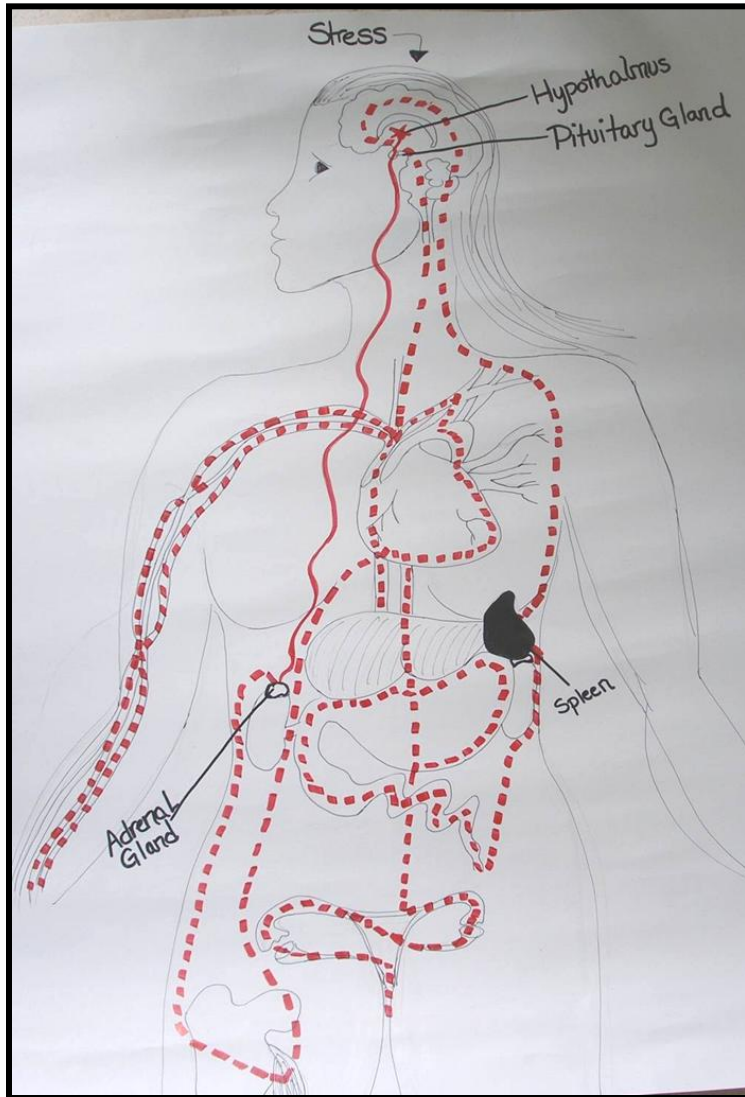 Stress
Hypothalmus
Pituitary Gland
Spleen
Adrenal
Gland